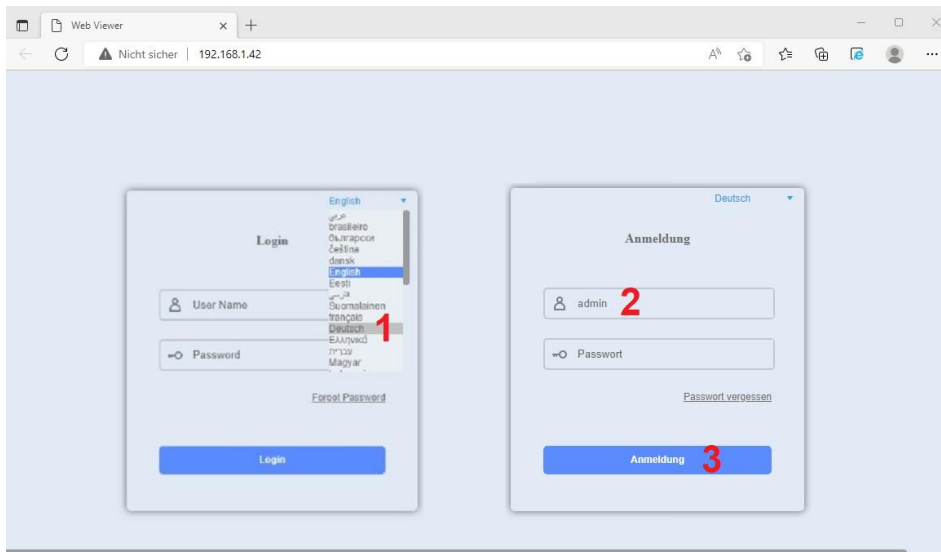 Web Viewer
Nicht sicher | 192.168.1.42
English
عربي
brasileiro
български
čeština
dansk
English
Eesti
فارسی
Suomalainen
français
Deutsch
Ελληνικά
עברית
Magyar
Login
User Name
Password
1
Forgot Password
Login
Deutsch
Anmeldung
admin
2
Passwort
Passwort vergessen
Anmeldung
3